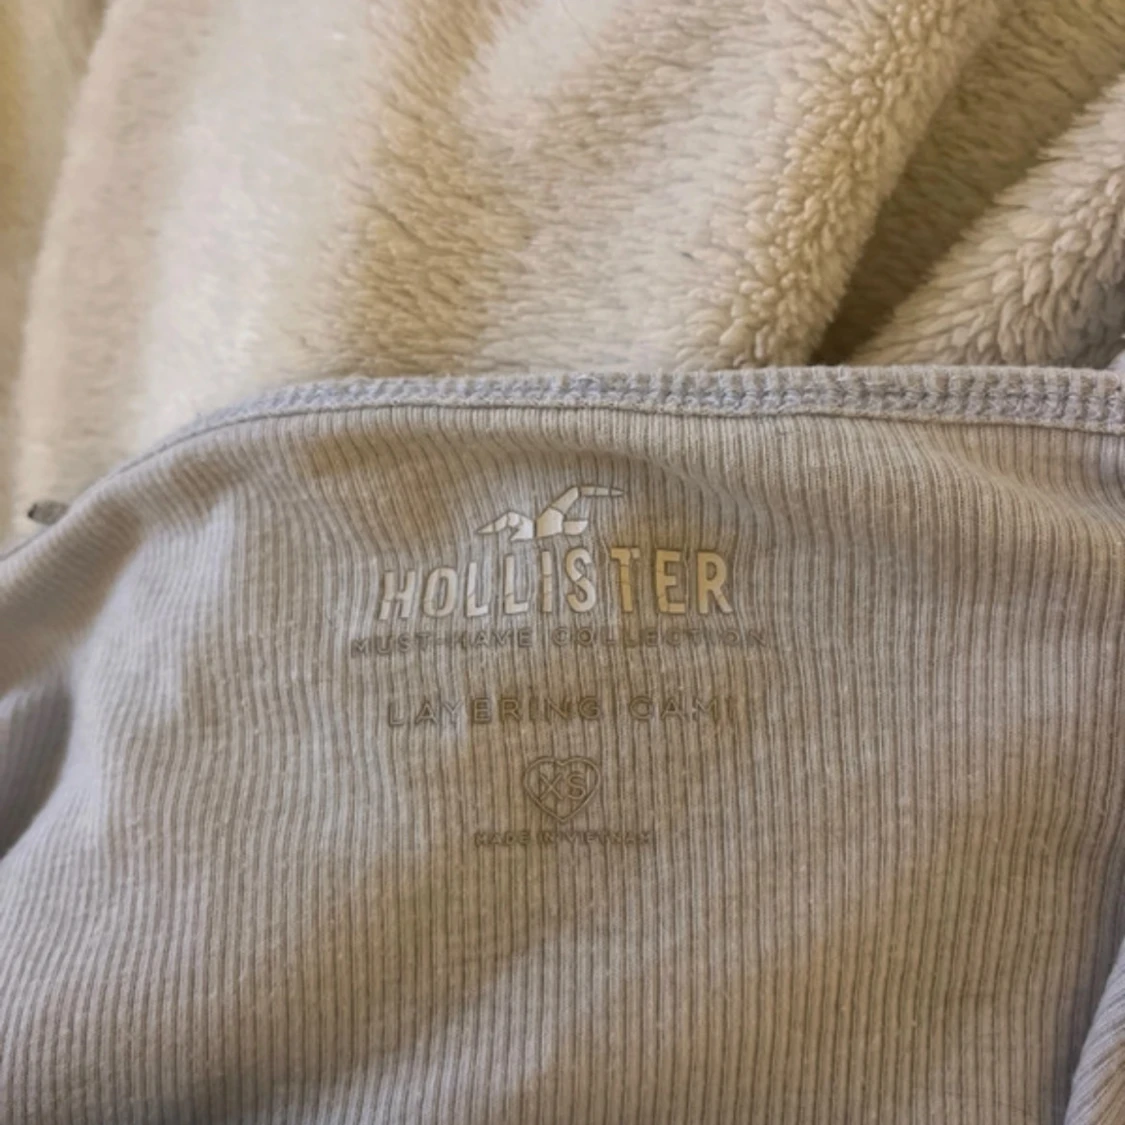 HOLLISTER
MUST-HAVE COLLECTION
LAYERING CAMI
XS
MADE IN VIETNAM